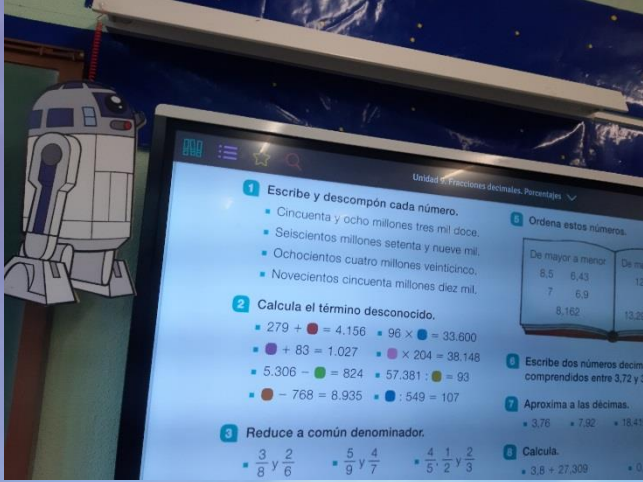 Unidad 9. Fracciones decimales. Porcentajes
1 Escribe y descompón cada número.
Cincuenta y ocho millones tres mil doce.
Seiscientos millones setenta y nueve mil.
Ochocientos cuatro millones veinticinco.
Novecientos cincuenta millones diez mil.
2 Calcula el término desconocido.
279 + = 4.156 96 × = 33.600
+ 83 = 1.027 × 204 = 38.148
5.306 − = 824 57.381 : = 93
− 768 = 8.935 : 549 = 107
3 Reduce a común denominador.
3/8 y 2/6 5/9 y 4/7 4/5, 1/2 y 2/3
5 Ordena estos números.
De mayor a menor
8,5 6,43
7 6,9
8,162
6 Escribe dos números
comprendidos entre 3,72 y
7 Aproxima a las décimas.
3,76 7,92 18,41
8 Calcula.
3,8 + 27,309